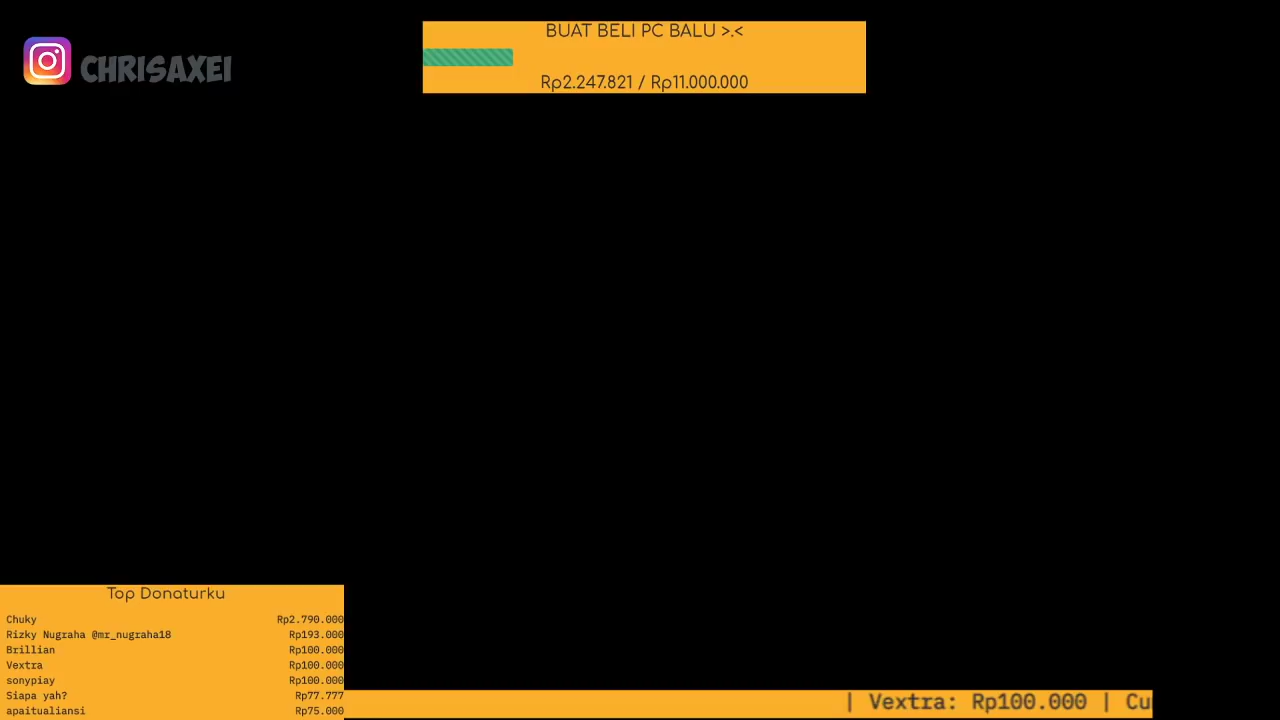 CHRISAXEI
BUAT BELI PC BALU >.<
Rp2.247.821 / Rp11.000.000
Top Donaturku
Chuky Rp2.790.000
Rizky Nugraha @mr_nugraha18 Rp193.000
Brillian Rp100.000
Vextra Rp100.000
sonypiay Rp100.000
Siapa yah? Rp77.777
apaitualiansi Rp75.000
| Vextra: Rp100.000 | Cu